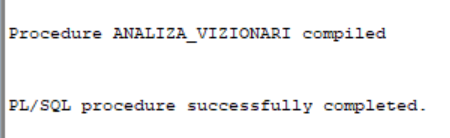 Procedure ANALIZA_VIZIONARI compiled
PL/SQL procedure successfully completed.